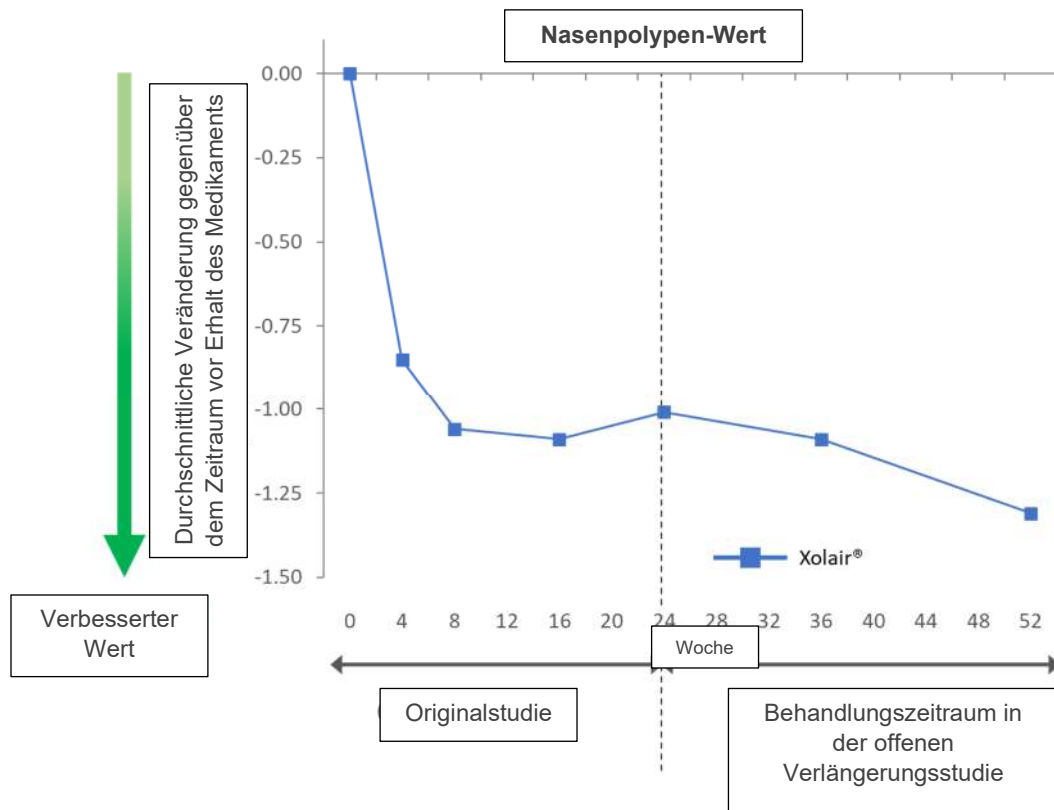 Nasenpolypen-Wert
0.00
-0.25
-0.50
-0.75
-1.00
-1.25
-1.50
Durchschnittliche Veränderung gegenüber
dem Zeitraum vor Erhalt des Medikaments
Verbesserter
Wert
Xolair®
0 4 8 12 16 20 24 28 32 36 40 44 48 52
Woche
Originalstudie
Behandlungszeitraum in
der offenen
Verlängerungsstudie